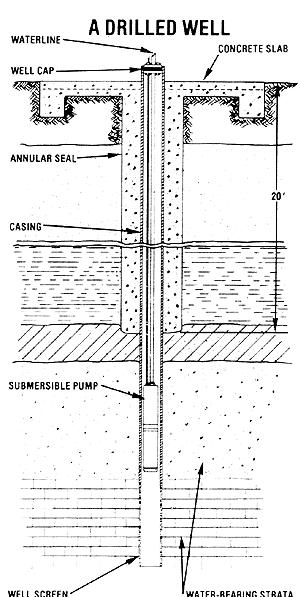 A DRILLED WELL
WATERLINE
CONCRETE SLAB
WELL CAP
ANNULAR SEAL
20'
CASING
SUBMERSIBLE PUMP
WELL SCREEN
WATER-BEARING STRATA